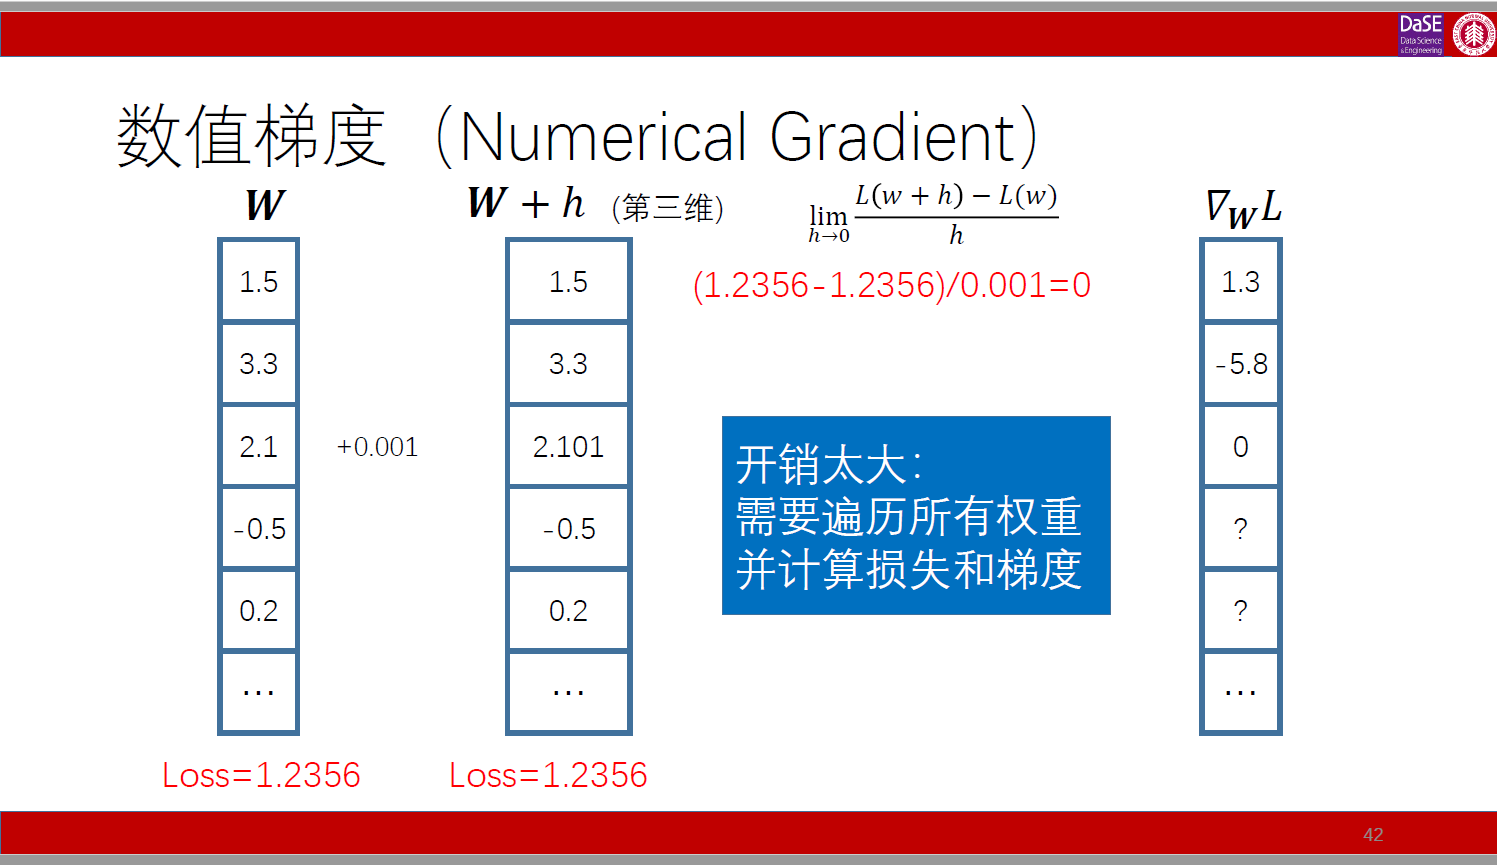 DaSE
Data Science
& Engineering
数值梯度（Numerical Gradient）
W
W + h (第三维)
lim h→0 L(w + h) − L(w) / h
∇_W L
1.5
3.3
2.1
-0.5
0.2
...
+0.001
1.5
3.3
2.101
-0.5
0.2
...
(1.2356-1.2356)/0.001=0
开销太大：
需要遍历所有权重
并计算损失和梯度
1.3
-5.8
0
?
?
...
Loss=1.2356
Loss=1.2356
42